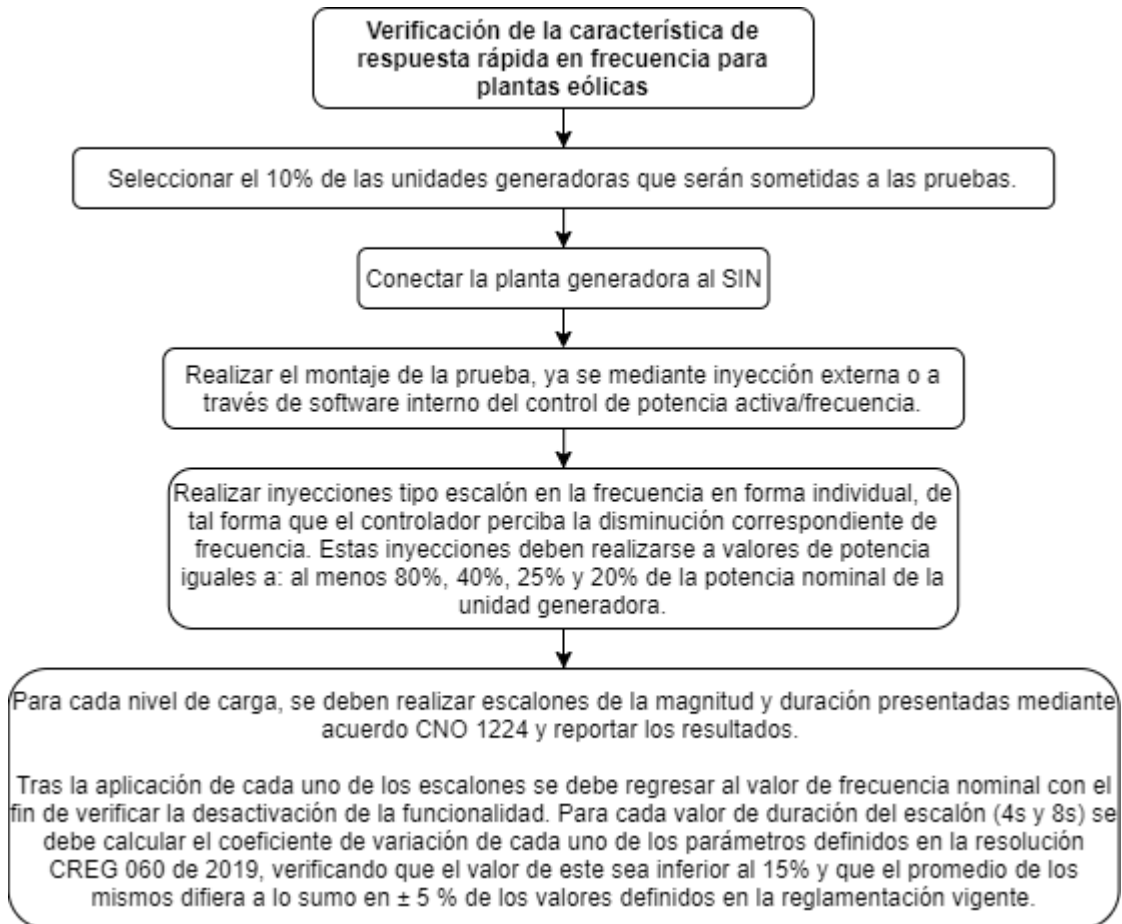 Verificación de la característica de
respuesta rápida en frecuencia para
plantas eólicas
Seleccionar el 10% de las unidades generadoras que serán sometidas a las pruebas.
Conectar la planta generadora al SIN
Realizar el montaje de la prueba, ya se mediante inyección externa o a
través de software interno del control de potencia activa/frecuencia.
Realizar inyecciones tipo escalón en la frecuencia en forma individual, de
tal forma que el controlador perciba la disminución correspondiente de
frecuencia. Estas inyecciones deben realizarse a valores de potencia
iguales a: al menos 80%, 40%, 25% y 20% de la potencia nominal de la
unidad generadora.
Para cada nivel de carga, se deben realizar escalones de la magnitud y duración presentadas mediante
acuerdo CNO 1224 y reportar los resultados.
Tras la aplicación de cada uno de los escalones se debe regresar al valor de frecuencia nominal con el
fin de verificar la desactivación de la funcionalidad. Para cada valor de duración del escalón (4s y 8s) se
debe calcular el coeficiente de variación de cada uno de los parámetros definidos en la resolución
CREG 060 de 2019, verificando que el valor de este sea inferior al 15% y que el promedio de los
mismos difiera a lo sumo en ± 5 % de los valores definidos en la reglamentación vigente.